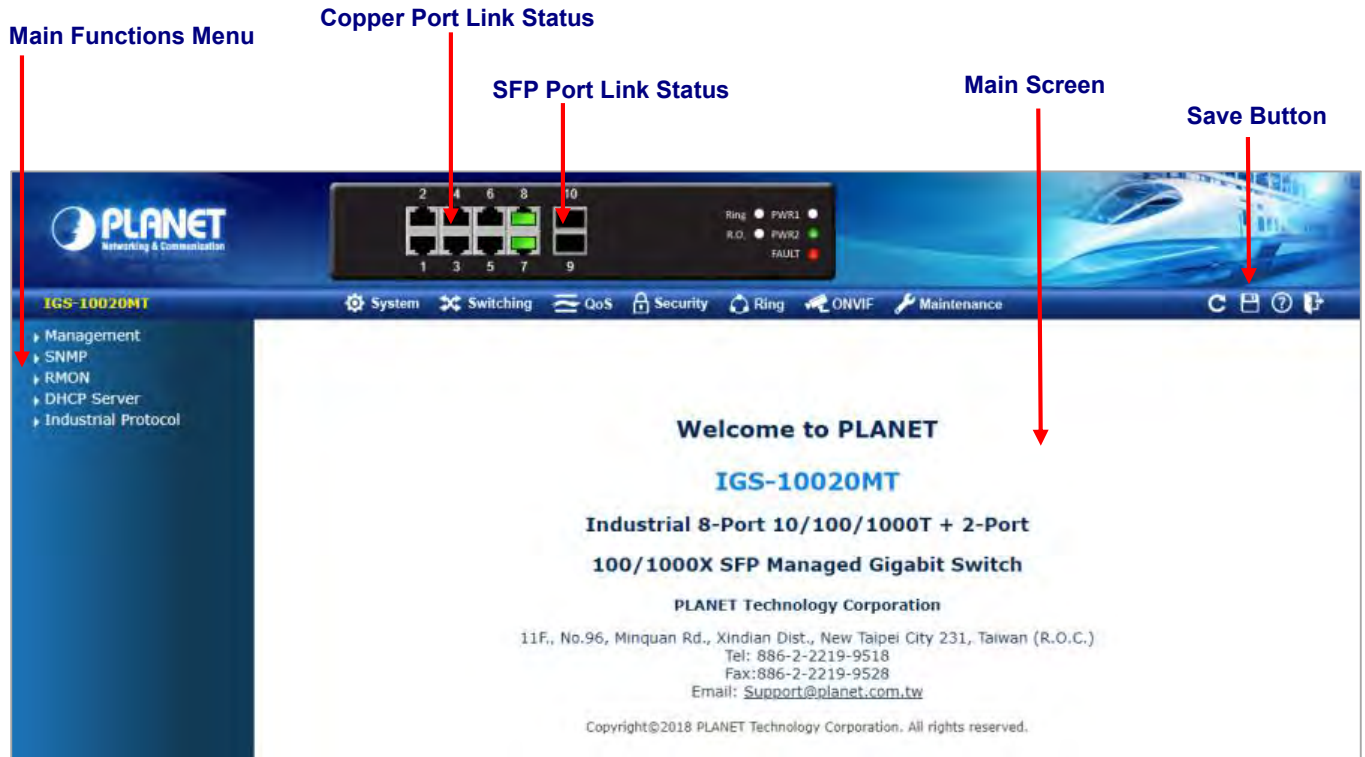 Copper Port Link Status
Main Functions Menu
SFP Port Link Status
Main Screen
Save Button
PLANET
Networking & Communication
2 4 6 8 10
1 3 5 7 9
Ring PWR1
R.O. PWR2
FAULT
IGS-10020MT
System Switching QoS Security Ring ONVIF Maintenance
Management
SNMP
RMON
DHCP Server
Industrial Protocol
Welcome to PLANET
IGS-10020MT
Industrial 8-Port 10/100/1000T + 2-Port
100/1000X SFP Managed Gigabit Switch
PLANET Technology Corporation
11F., No.96, Minquan Rd., Xindian Dist., New Taipei City 231, Taiwan (R.O.C.)
Tel: 886-2-2219-9518
Fax:886-2-2219-9528
Email: Support@planet.com.tw
Copyright©2018 PLANET Technology Corporation. All rights reserved.